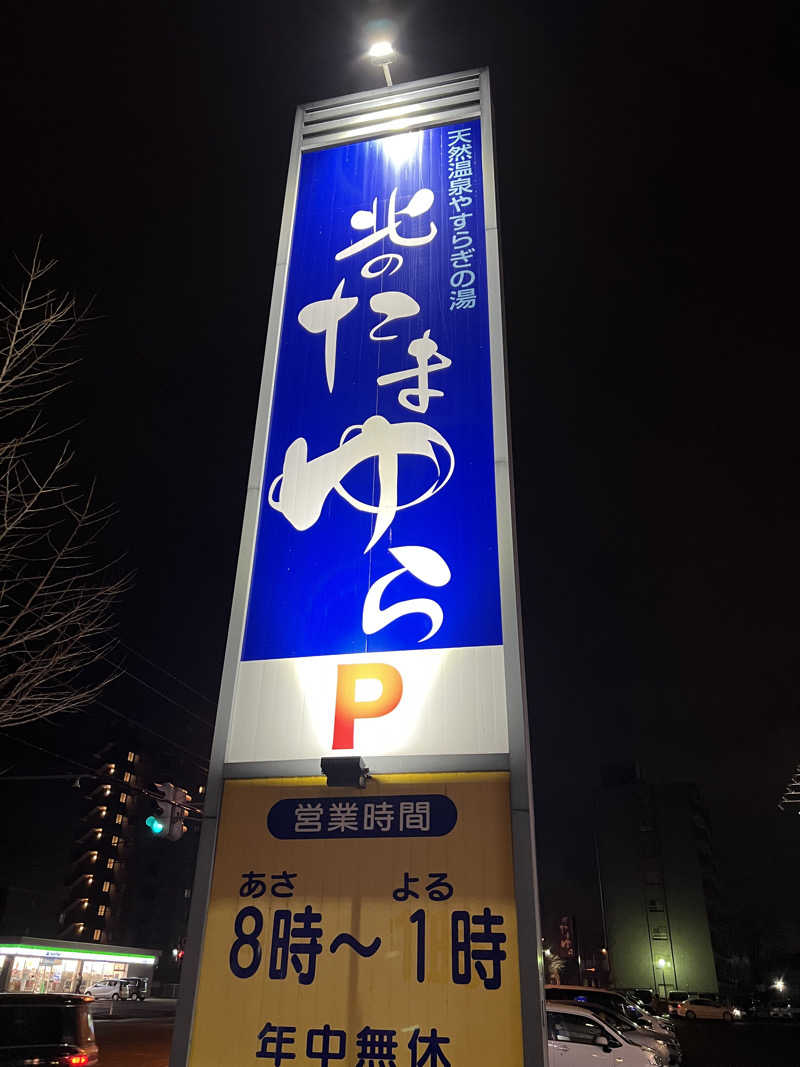 天然温泉やすらぎの湯
北のたまゆら
P
営業時間
あさ よる
8時〜1時
年中無休